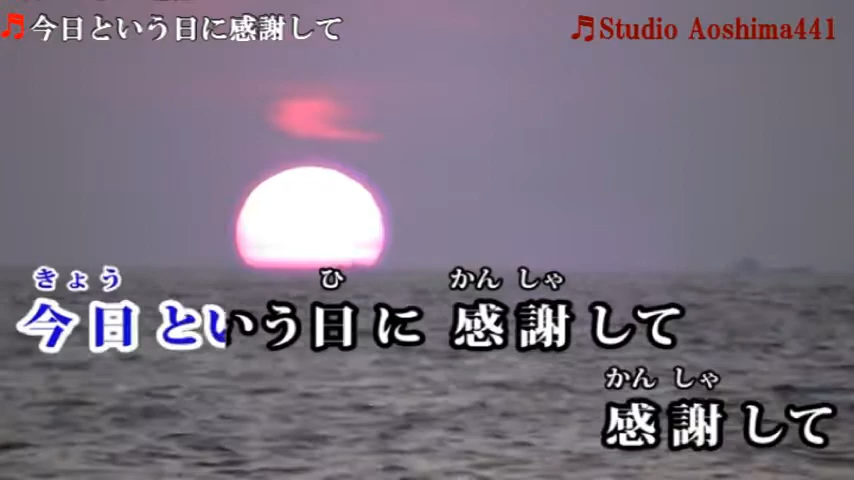 🎵今日という日に感謝して
🎵Studio Aoshima441
きょう ひ かん しゃ
今日という日に 感謝して
かん しゃ
感謝して